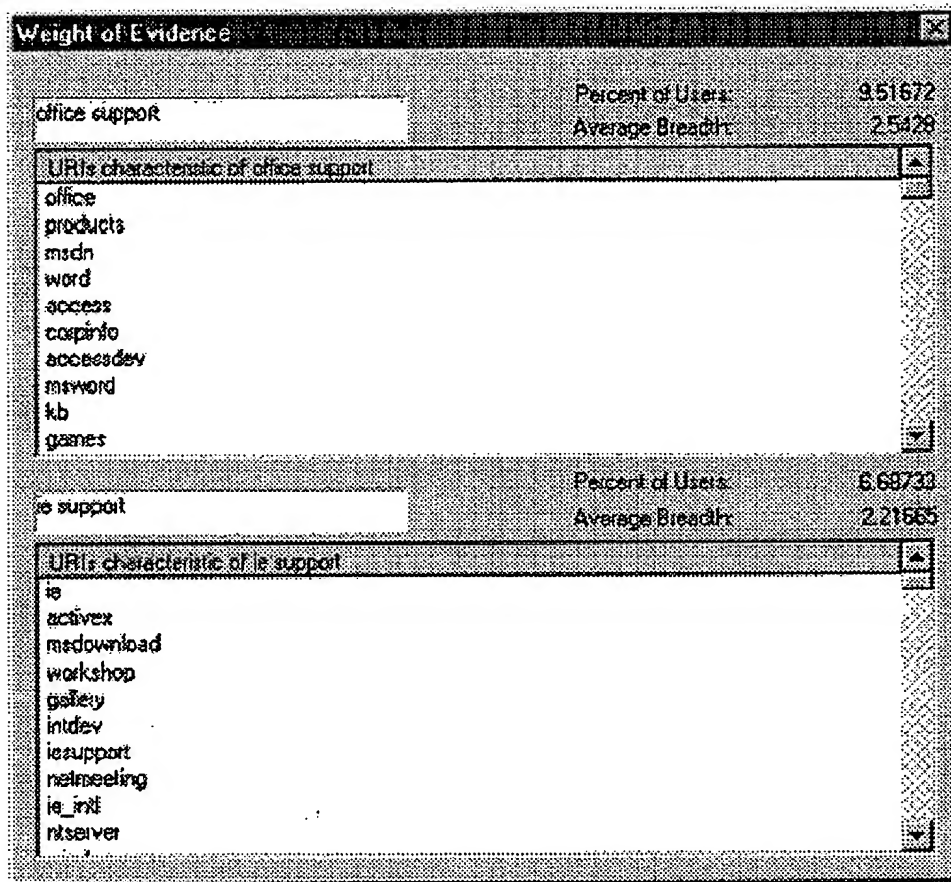 Weight of Evidence
office support
Percent of Users: 9.51672
Average Breadth: 2.5428
URIs characteristic of office support
office
products
msdn
word
access
corpinfo
accessdev
msword
kb
games
ie support
Percent of Users: 6.68733
Average Breadth: 2.21665
URIs characteristic of ie support
ie
activex
msdownload
workshop
gallery
intdev
iesupport
netmeeting
ie_intl
ntserver